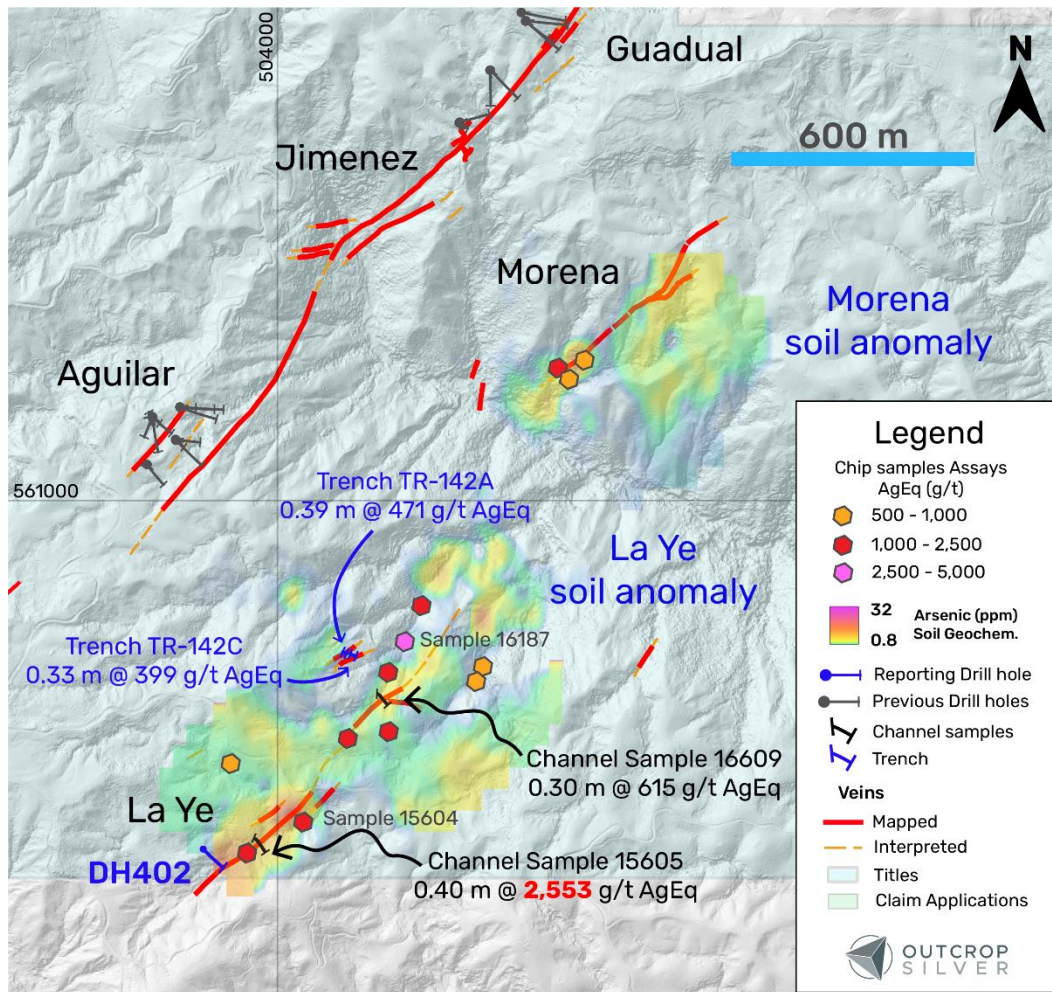 504000
Guadual
N
600 m
Jimenez
Morena
Morena
soil anomaly
Aguilar
561000
Trench TR-142A
0.39 m @ 471 g/t AgEq
La Ye
soil anomaly
Trench TR-142C
0.33 m @ 399 g/t AgEq
Sample 16187
Channel Sample 16609
0.30 m @ 615 g/t AgEq
La Ye
Sample 15604
DH402
Channel Sample 15605
0.40 m @ 2,553 g/t AgEq
Legend
Chip samples Assays
AgEq (g/t)
500 - 1,000
1,000 - 2,500
2,500 - 5,000
32
0.8
Arsenic (ppm)
Soil Geochem.
Reporting Drill hole
Previous Drill holes
Channel samples
Trench
Veins
Mapped
Interpreted
Titles
Claim Applications
OUTCROP
SILVER